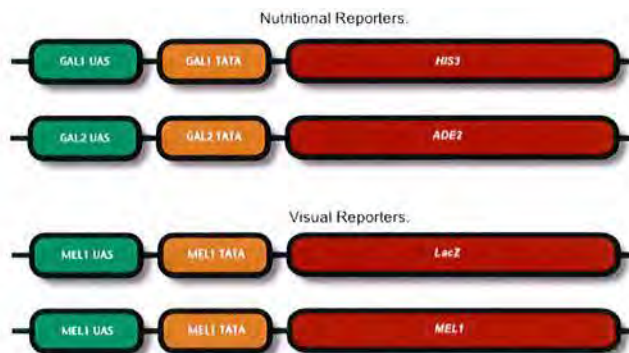 Nutritional Reporters.
GAL1 UAS GAL1 TATA HIS3
GAL2 UAS GAL2 TATA ADE2
Visual Reporters.
MEL1 UAS MEL1 TATA LacZ
MEL1 UAS MEL1 TATA MEL1